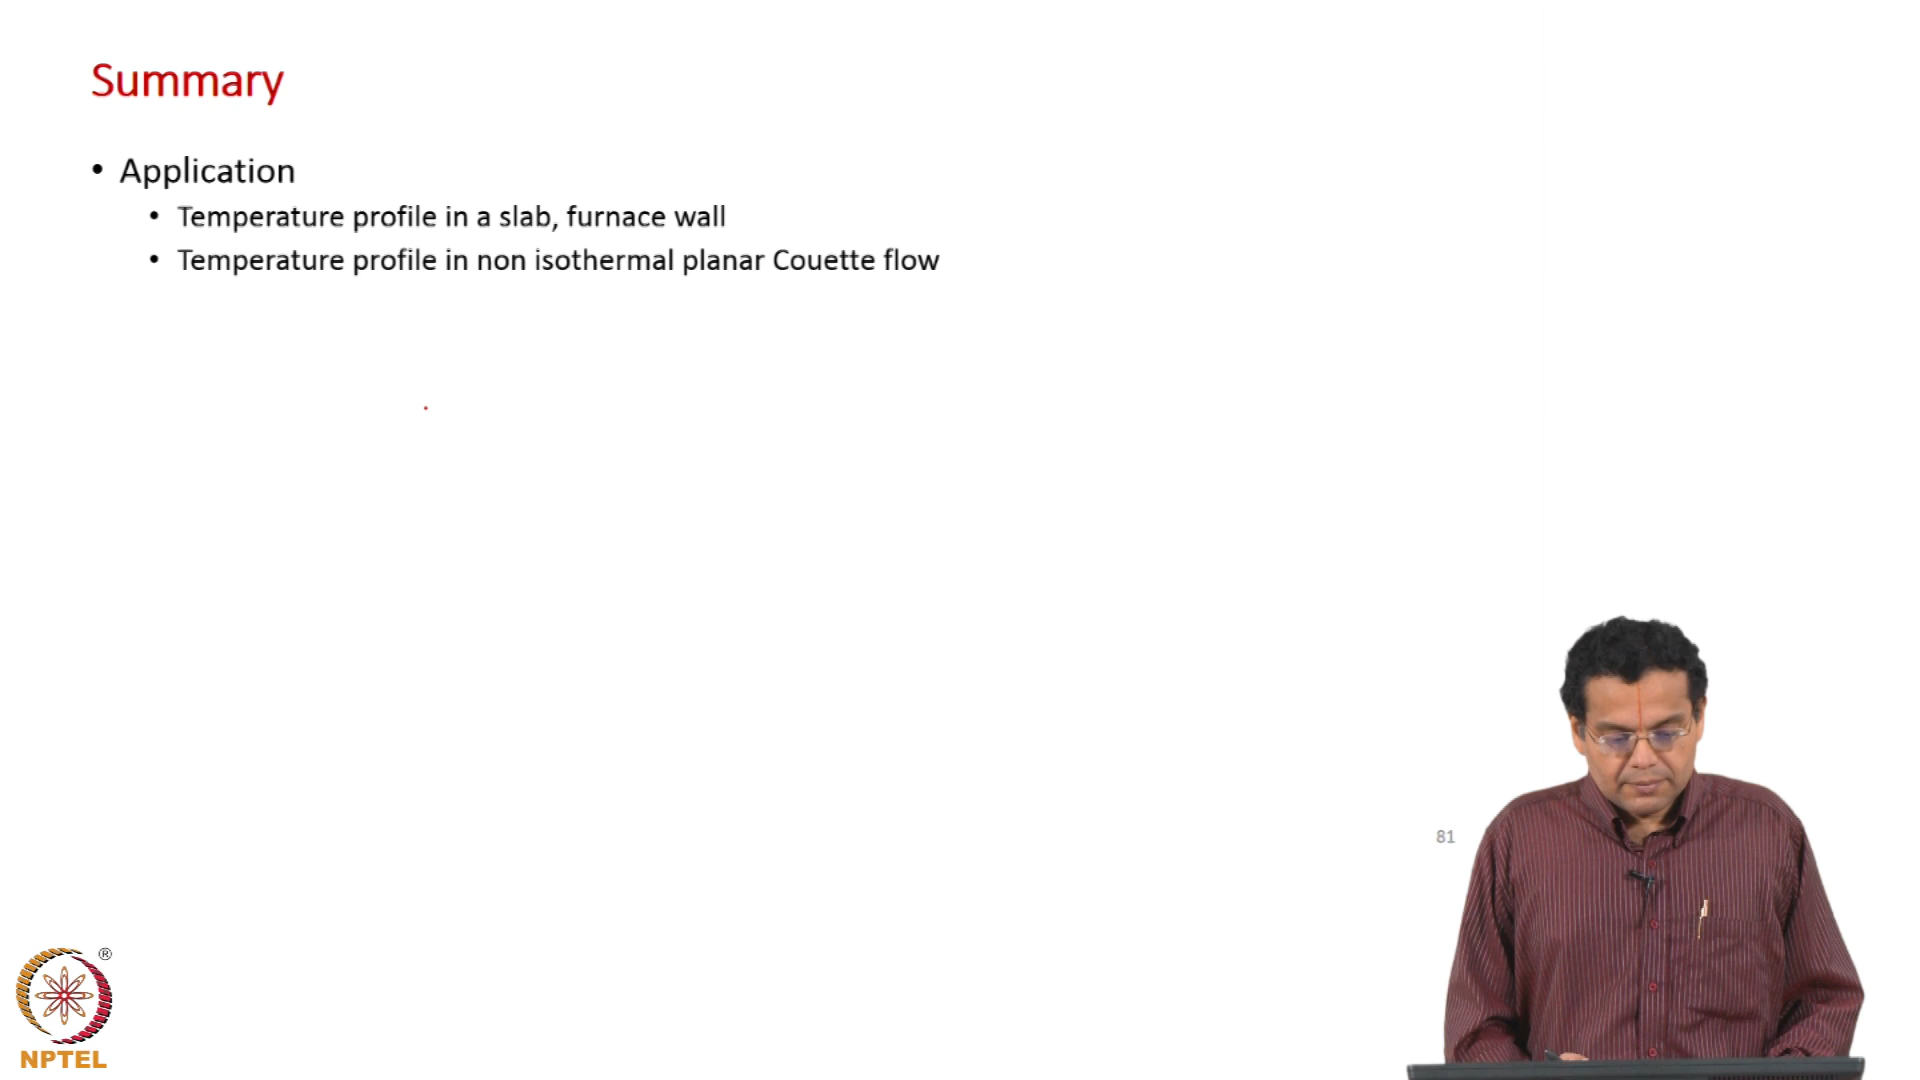 Summary
• Application
• Temperature profile in a slab, furnace wall
• Temperature profile in non isothermal planar Couette flow
81
®
NPTEL